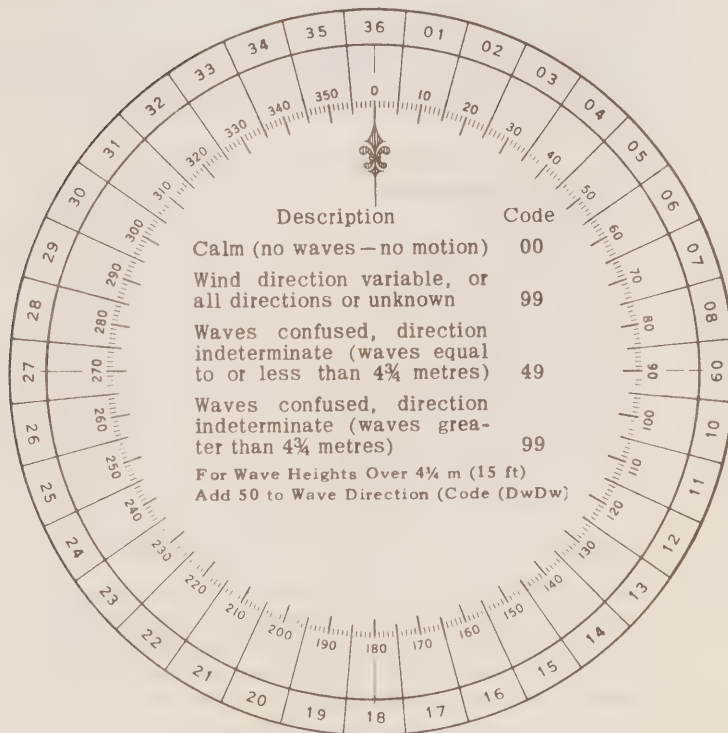 36 01 02 03 04 05 06 07 08 09 10 11 12 13 14 15 16 17 18 19 20 21 22 23 24 25 26 27 28 29 30 31 32 33 34 35
0 10 20 30 40 50 60 70 80 90 100 110 120 130 140 150 160 170 180 190 200 210 220 230 240 250 260 270 280 290 300 310 320 330 340 350
Description Code
Calm (no waves — no motion) 00
Wind direction variable, or
all directions or unknown 99
Waves confused, direction
indeterminate (waves equal
to or less than 4¾ metres) 49
Waves confused, direction
indeterminate (waves grea-
ter than 4¾ metres) 99
For Wave Heights Over 4¾ m (15 ft)
Add 50 to Wave Direction (Code (DwDw)